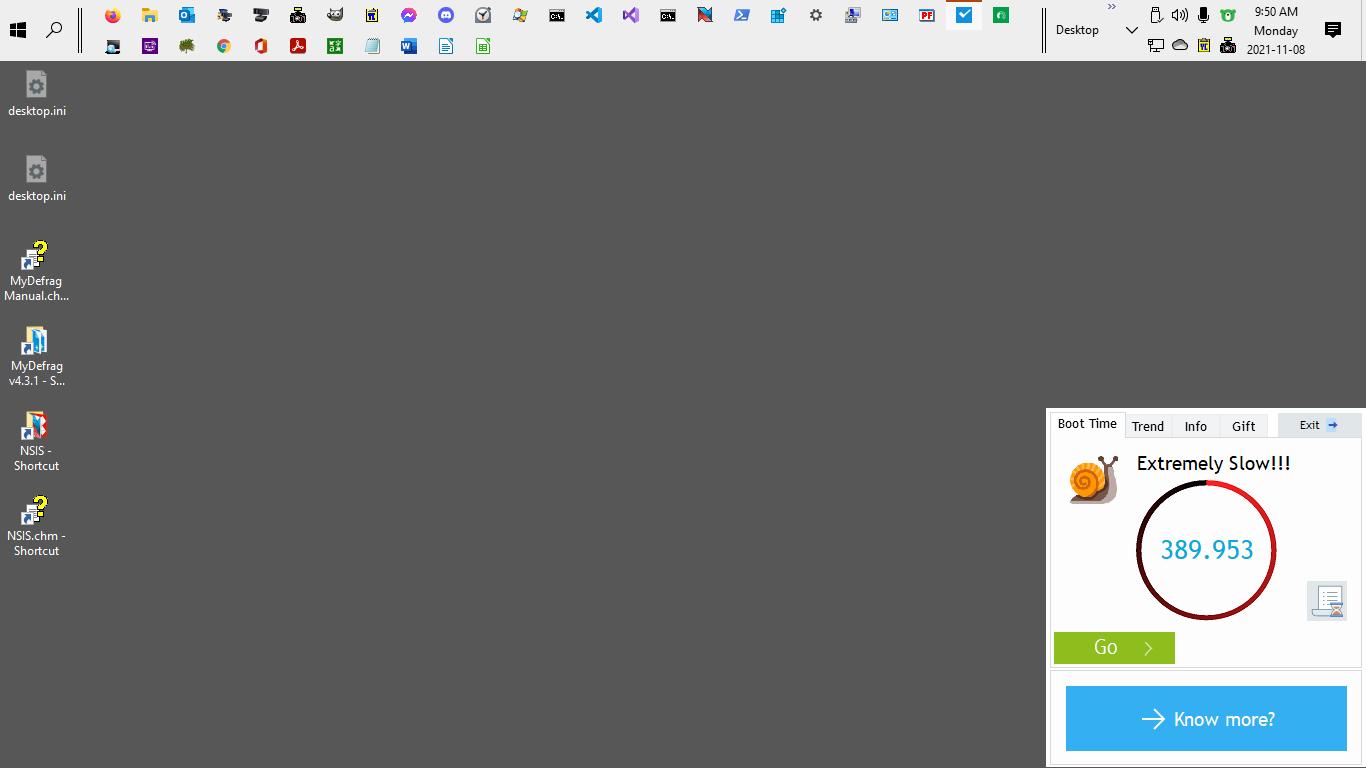 9:50 AM
Desktop
Monday
2021-11-08
desktop.ini
desktop.ini
MyDefrag
Manual.ch...
MyDefrag
v4.3.1 - S...
NSIS -
Shortcut
NSIS.chm -
Shortcut
Boot Time
Trend
Info
Gift
Exit
Extremely Slow!!!
389.953
Go
Know more?